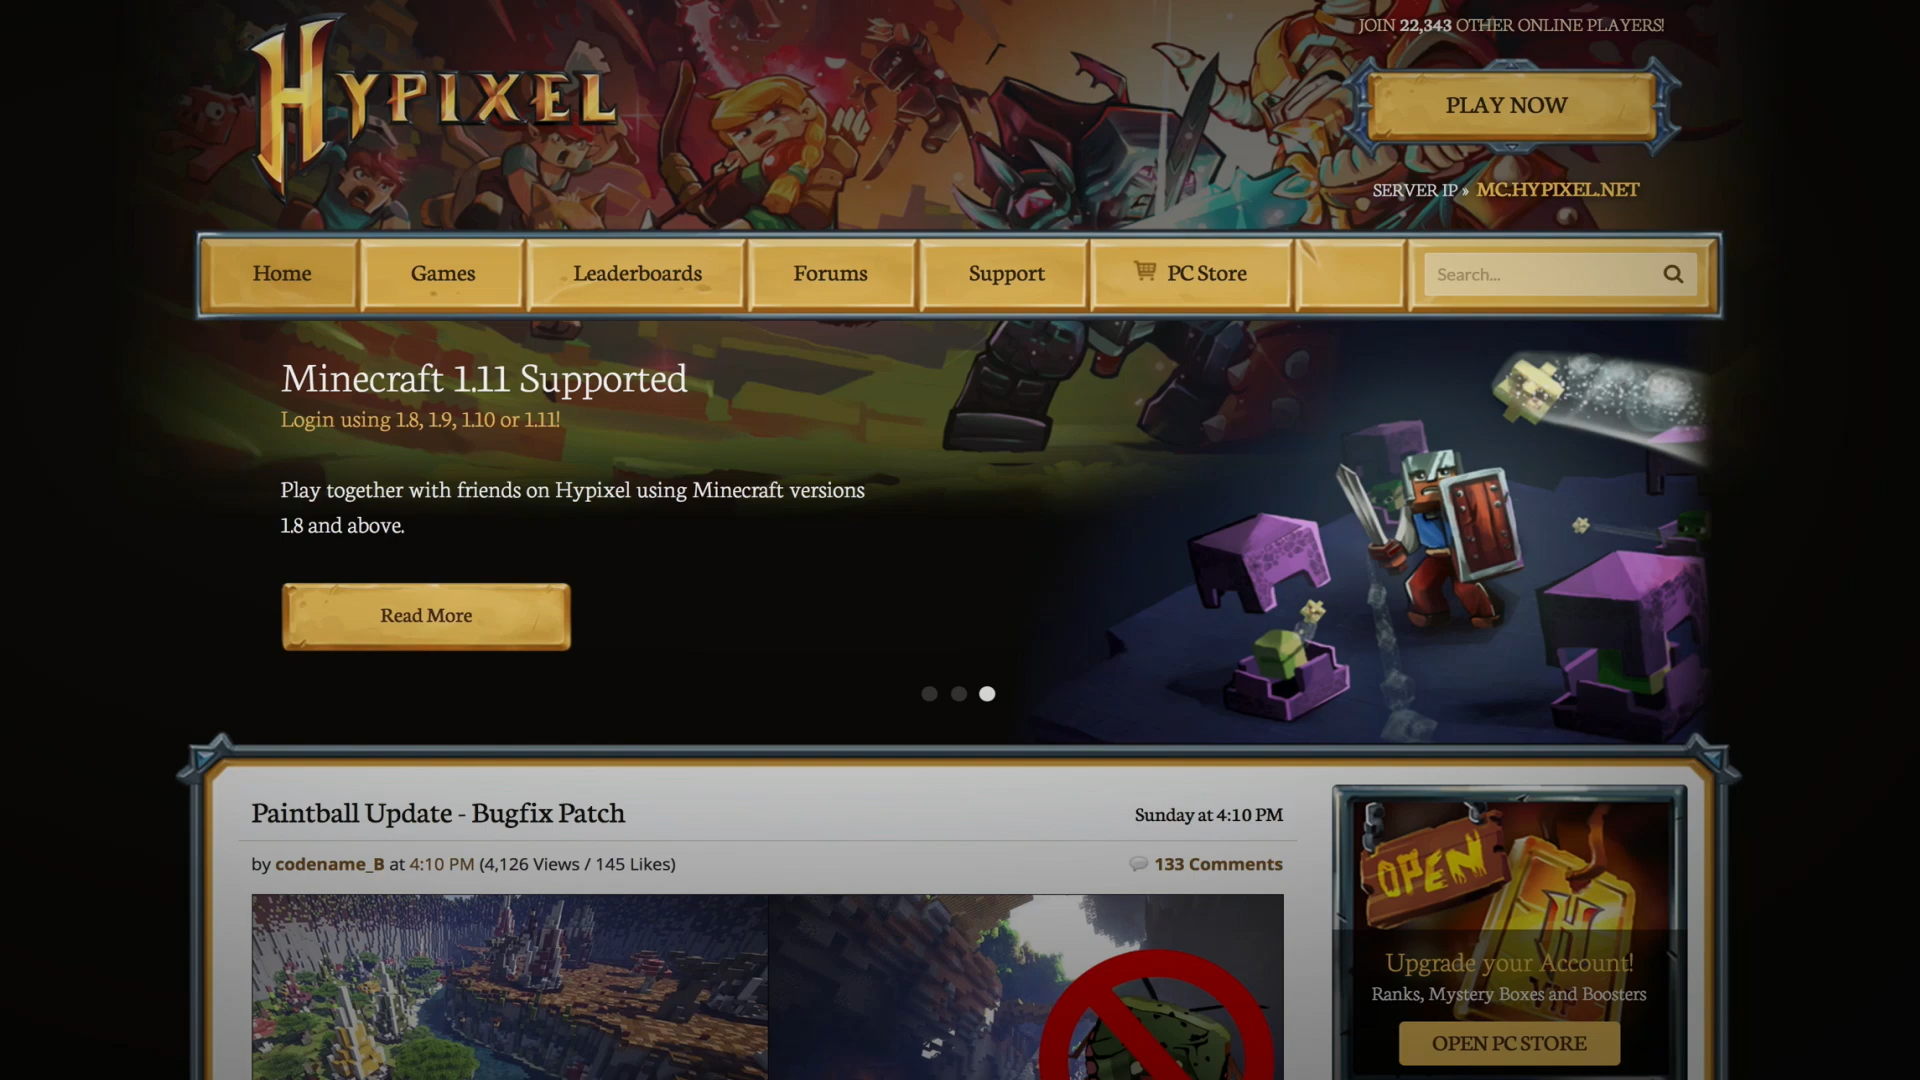 HYPIXEL
JOIN 22,343 OTHER ONLINE PLAYERS!
PLAY NOW
SERVER IP » MC.HYPIXEL.NET
Home Games Leaderboards Forums Support PC Store Search...
Minecraft 1.11 Supported
Login using 1.8, 1.9, 1.10 or 1.11!
Play together with friends on Hypixel using Minecraft versions
1.8 and above.
Read More
Paintball Update - Bugfix Patch
Sunday at 4:10 PM
by codename_B at 4:10 PM (4,126 Views / 145 Likes)
133 Comments
OPEN
H
Upgrade your Account!
Ranks, Mystery Boxes and Boosters
OPEN PC STORE